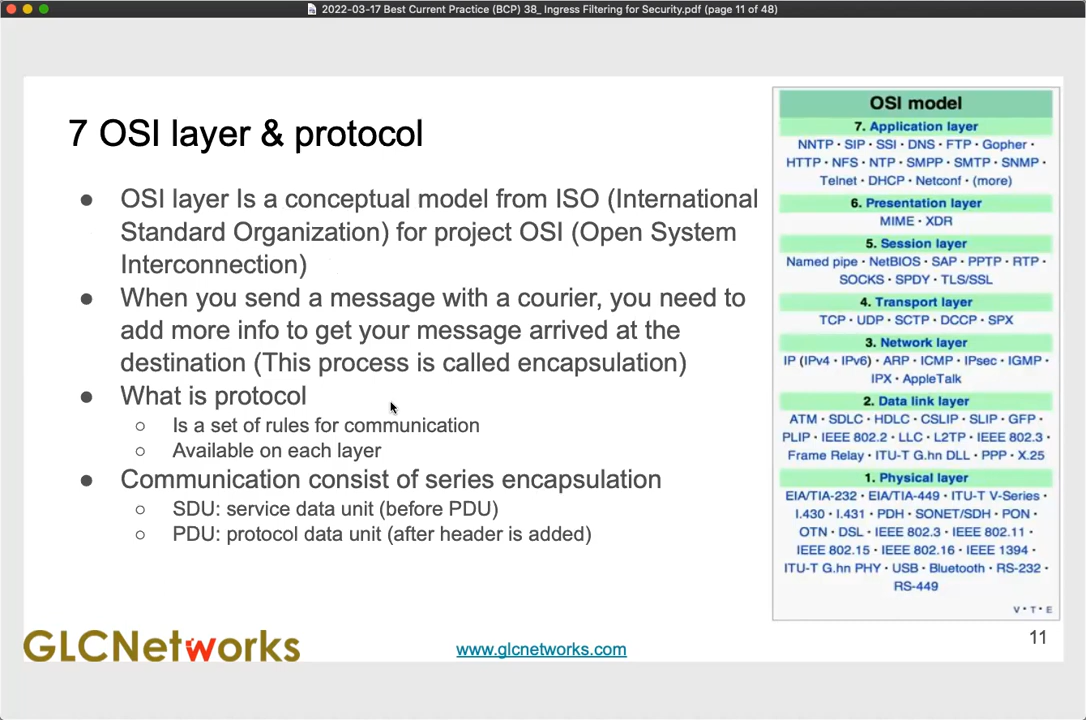 2022-03-17 Best Current Practice (BCP) 38_ Ingress Filtering for Security.pdf (page 11 of 48)
7 OSI layer & protocol
● OSI layer Is a conceptual model from ISO (International
Standard Organization) for project OSI (Open System
Interconnection)
● When you send a message with a courier, you need to
add more info to get your message arrived at the
destination (This process is called encapsulation)
● What is protocol
○ Is a set of rules for communication
○ Available on each layer
● Communication consist of series encapsulation
○ SDU: service data unit (before PDU)
○ PDU: protocol data unit (after header is added)
OSI model
7. Application layer
NNTP · SIP · SSI · DNS · FTP · Gopher ·
HTTP · NFS · NTP · SMPP · SMTP · SNMP ·
Telnet · DHCP · Netconf · (more)
6. Presentation layer
MIME · XDR
5. Session layer
Named pipe · NetBIOS · SAP · PPTP · RTP ·
SOCKS · SPDY · TLS/SSL
4. Transport layer
TCP · UDP · SCTP · DCCP · SPX
3. Network layer
IP (IPv4 · IPv6) · ARP · ICMP · IPsec · IGMP ·
IPX · AppleTalk
2. Data link layer
ATM · SDLC · HDLC · CSLIP · SLIP · GFP ·
PLIP · IEEE 802.2 · LLC · L2TP · IEEE 802.3 ·
Frame Relay · ITU-T G.hn DLL · PPP · X.25
1. Physical layer
EIA/TIA-232 · EIA/TIA-449 · ITU-T V-Series ·
I.430 · I.431 · PDH · SONET/SDH · PON ·
OTN · DSL · IEEE 802.3 · IEEE 802.11 ·
IEEE 802.15 · IEEE 802.16 · IEEE 1394 ·
ITU-T G.hn PHY · USB · Bluetooth · RS-232 ·
RS-449
V · T · E
GLCNetworks
www.glcnetworks.com
11